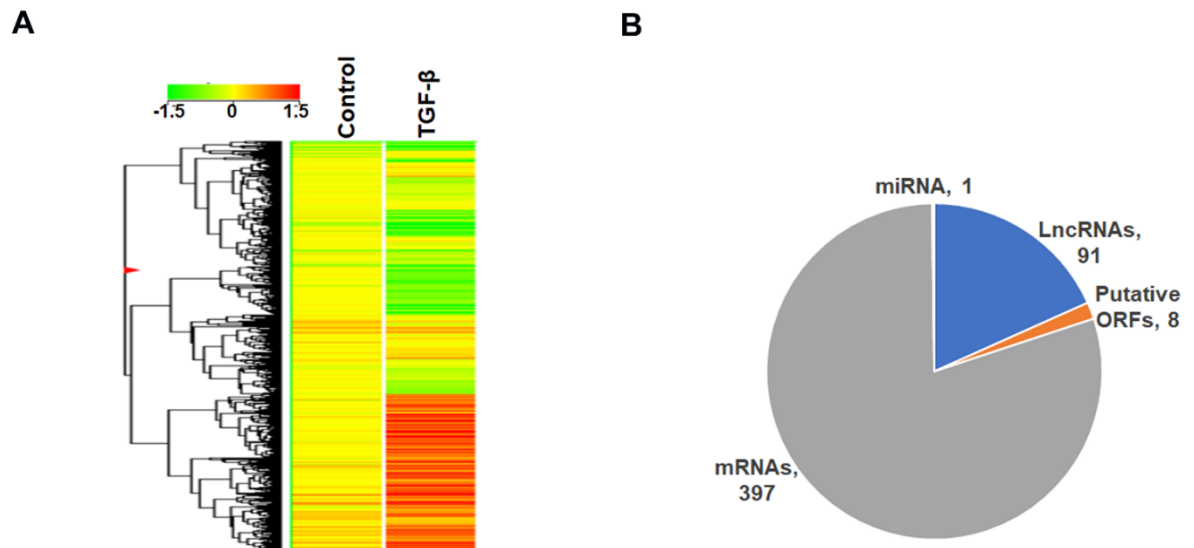 A
B
Control
TGF-β
-1.5 0 1.5
miRNA, 1
LncRNAs,
91
Putative
ORFs, 8
mRNAs,
397